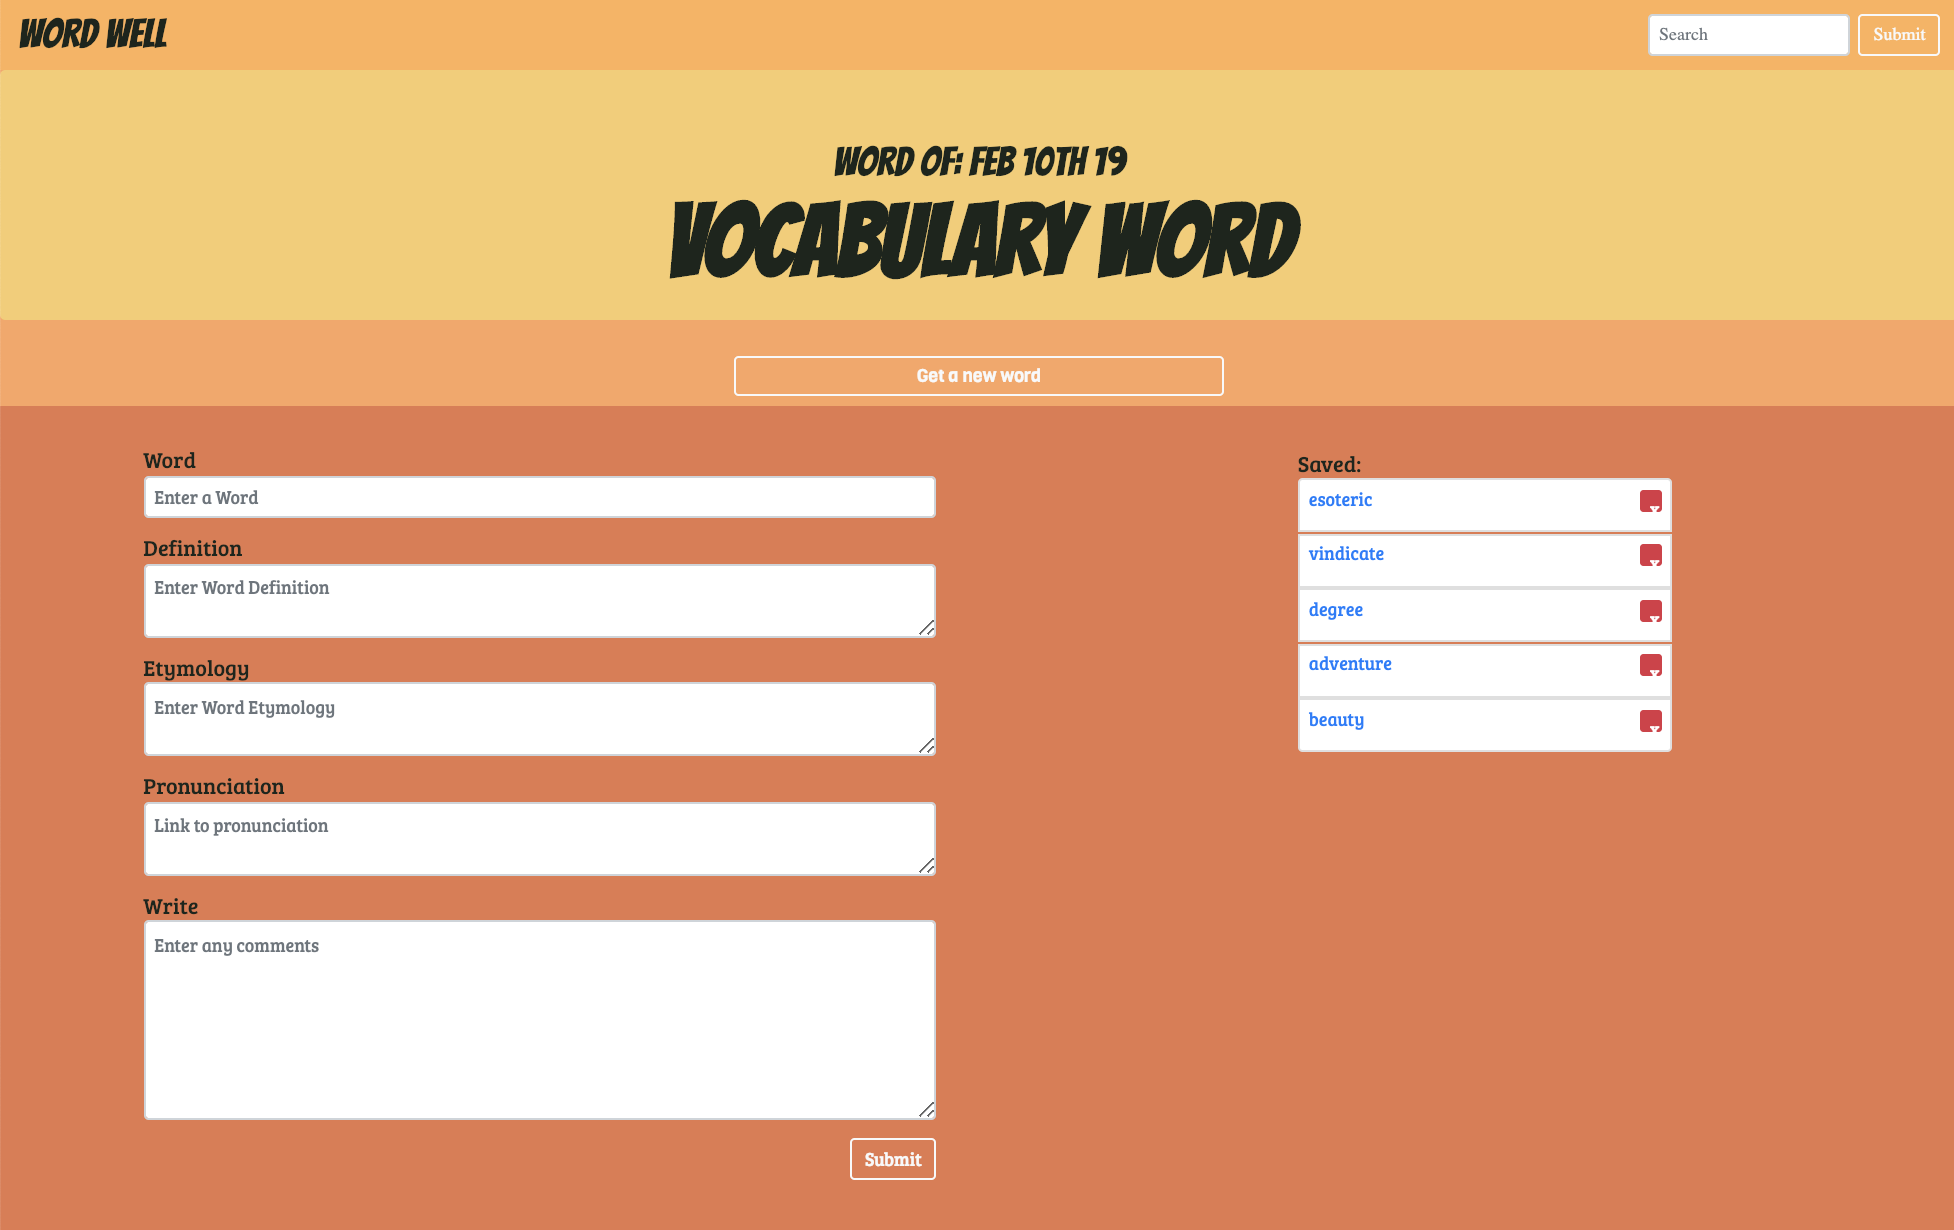 WORD WELL
Search
Submit
WORD OF: FEB 10TH 19
VOCABULARY WORD
Get a new word
Word
Enter a Word
Definition
Enter Word Definition
Etymology
Enter Word Etymology
Pronunciation
Link to pronunciation
Write
Enter any comments
Submit
Saved:
esoteric
vindicate
degree
adventure
beauty